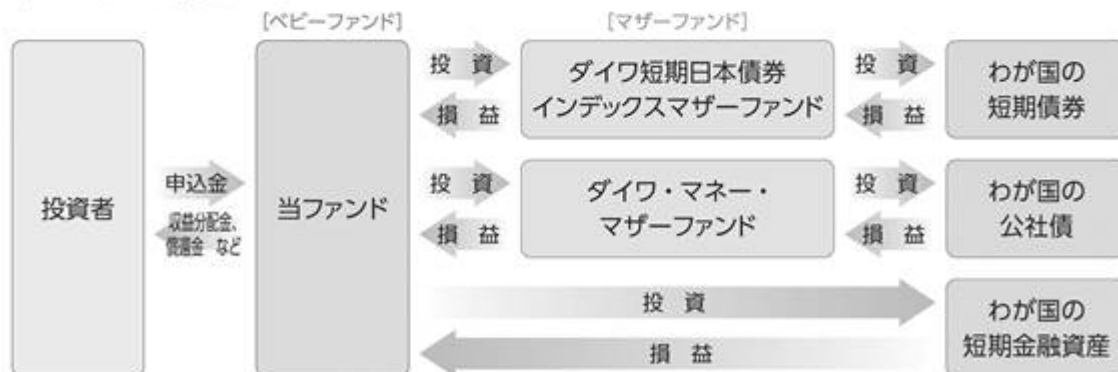 [ベビーファンド]
[マザーファンド]
投資者
申込金
収益分配金、
償還金 など
当ファンド
投 資
損 益
ダイワ短期日本債券
インデックスマザーファンド
投 資
損 益
わが国の
短期債券
投 資
損 益
ダイワ・マネー・
マザーファンド
投 資
損 益
わが国の
公社債
投 資
損 益
わが国の
短期金融資産